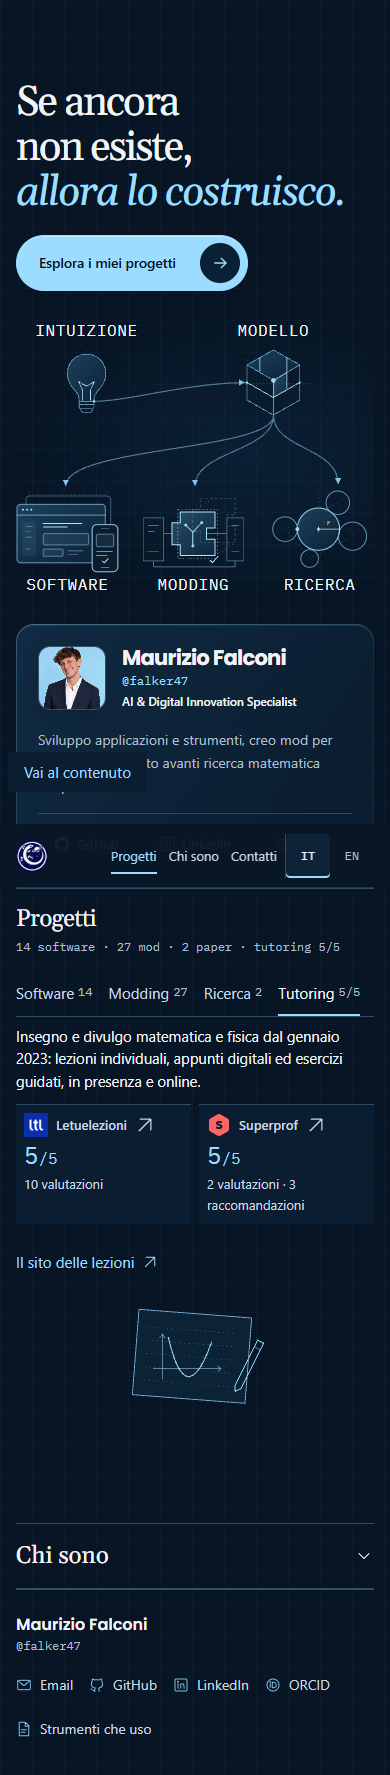 Se ancora
non esiste,
allora lo costruisco.
Esplora i miei progetti
INTUIZIONE
MODELLO
SOFTWARE
MODDING
RICERCA
Maurizio Falconi
@falker47
AI & Digital Innovation Specialist
Sviluppo applicazioni e strumenti, creo mod per
Vai al contenuto
to avanti ricerca matematica
GitHub
LinkedIn
Progetti Chi sono Contatti IT EN
Progetti
14 software · 27 mod · 2 paper · tutoring 5/5
Software 14 Modding 27 Ricerca 2 Tutoring 5/5
Insegno e divulgo matematica e fisica dal gennaio
2023: lezioni individuali, appunti digitali ed esercizi
guidati, in presenza e online.
ltl Letuelezioni
5/5
10 valutazioni
S Superprof
5/5
2 valutazioni · 3
raccomandazioni
Il sito delle lezioni
Chi sono
Maurizio Falconi
@falker47
Email GitHub LinkedIn ORCID
Strumenti che uso